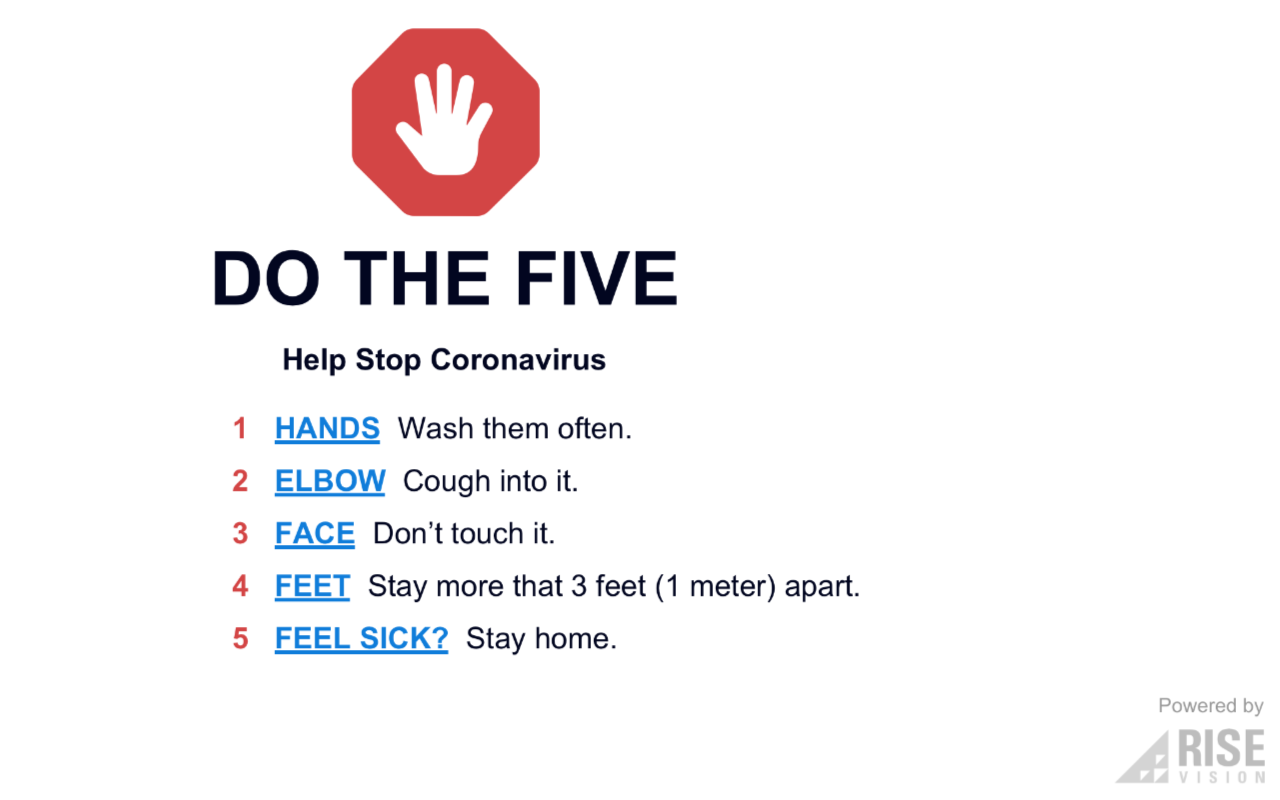 DO THE FIVE
Help Stop Coronavirus
1 HANDS Wash them often.
2 ELBOW Cough into it.
3 FACE Don’t touch it.
4 FEET Stay more that 3 feet (1 meter) apart.
5 FEEL SICK? Stay home.
Powered by
RISE
VISION